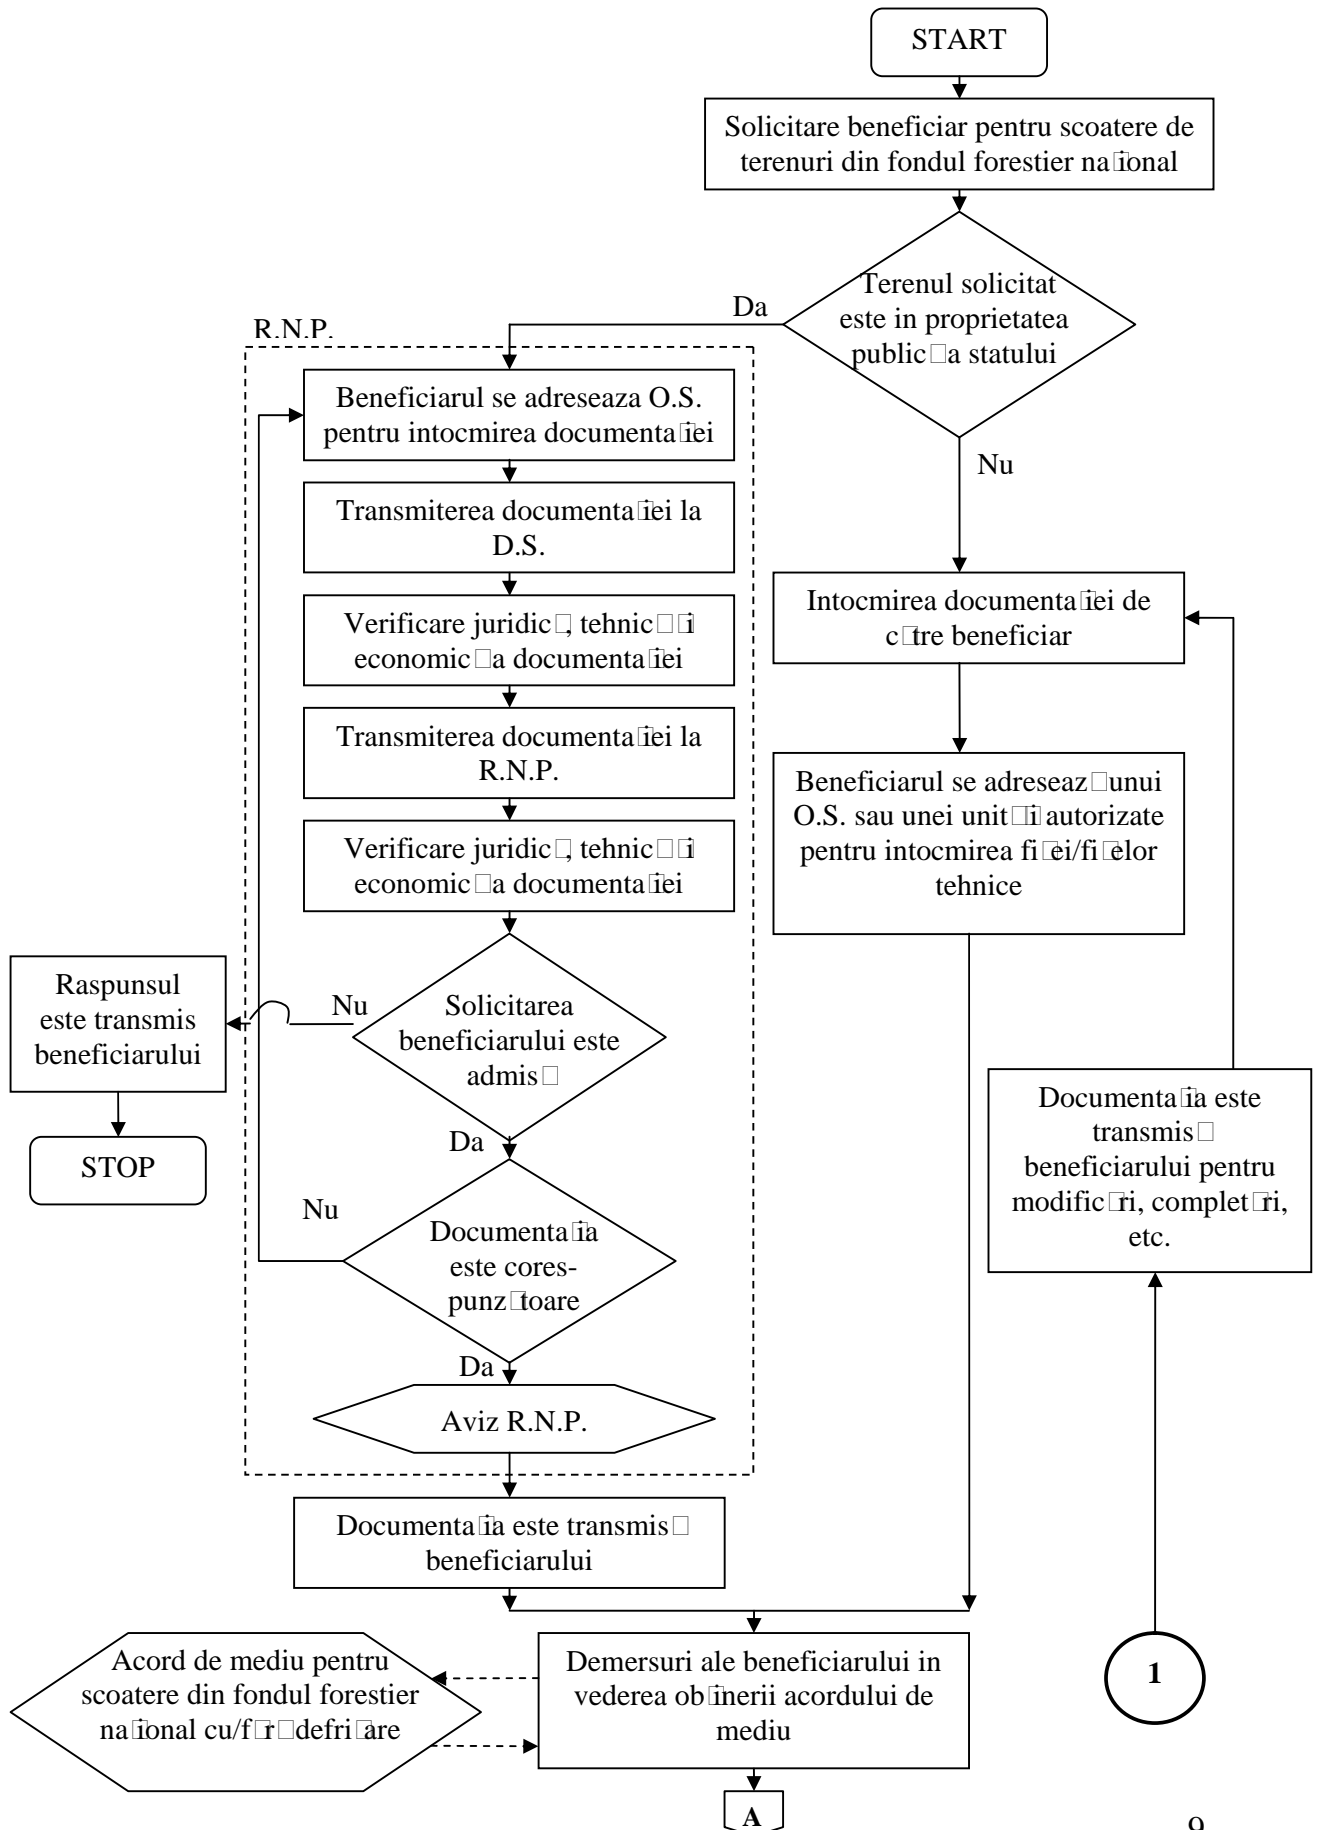 START
Solicitare beneficiar pentru scoatere de
terenuri din fondul forestier na□ional
Terenul solicitat
este in proprietatea
public□ a statului
Da
Nu
R.N.P.
Beneficiarul se adreseaza O.S.
pentru intocmirea documenta□iei
Transmiterea documenta□iei la
D.S.
Verificare juridic□, tehnic□ □i
economic□ a documenta□iei
Transmiterea documenta□iei la
R.N.P.
Verificare juridic□, tehnic□ □i
economic□ a documenta□iei
Intocmirea documenta□iei de
c□tre beneficiar
Beneficiarul se adreseaz□ unui
O.S. sau unei unit□□i autorizate
pentru intocmirea fi□ei/fi□elor
tehnice
Raspunsul
este transmis
beneficiarului
STOP
Nu
Solicitarea
beneficiarului este
admis□
Da
Nu
Documenta□ia
este cores-
punz□toare
Da
Aviz R.N.P.
Documenta□ia este
transmis□
beneficiarului pentru
modific□ri, complet□ri,
etc.
Documenta□ia este transmis□
beneficiarului
Acord de mediu pentru
scoatere din fondul forestier
na□ional cu/f□r□ defri□are
Demersuri ale beneficiarului in
vederea ob□inerii acordului de
mediu
1
A
9